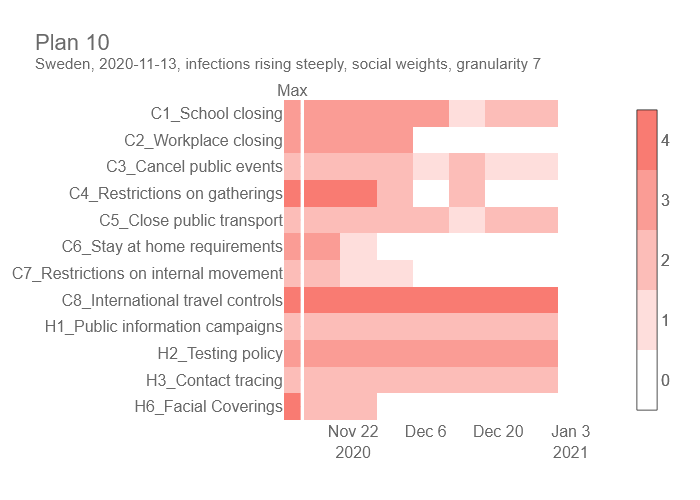 Plan 10
Sweden, 2020-11-13, infections rising steeply, social weights, granularity 7
Max
C1_School closing
C2_Workplace closing
C3_Cancel public events
C4_Restrictions on gatherings
C5_Close public transport
C6_Stay at home requirements
C7_Restrictions on internal movement
C8_International travel controls
H1_Public information campaigns
H2_Testing policy
H3_Contact tracing
H6_Facial Coverings
Nov 22 Dec 6 Dec 20 Jan 3
2020 2021
4
3
2
1
0